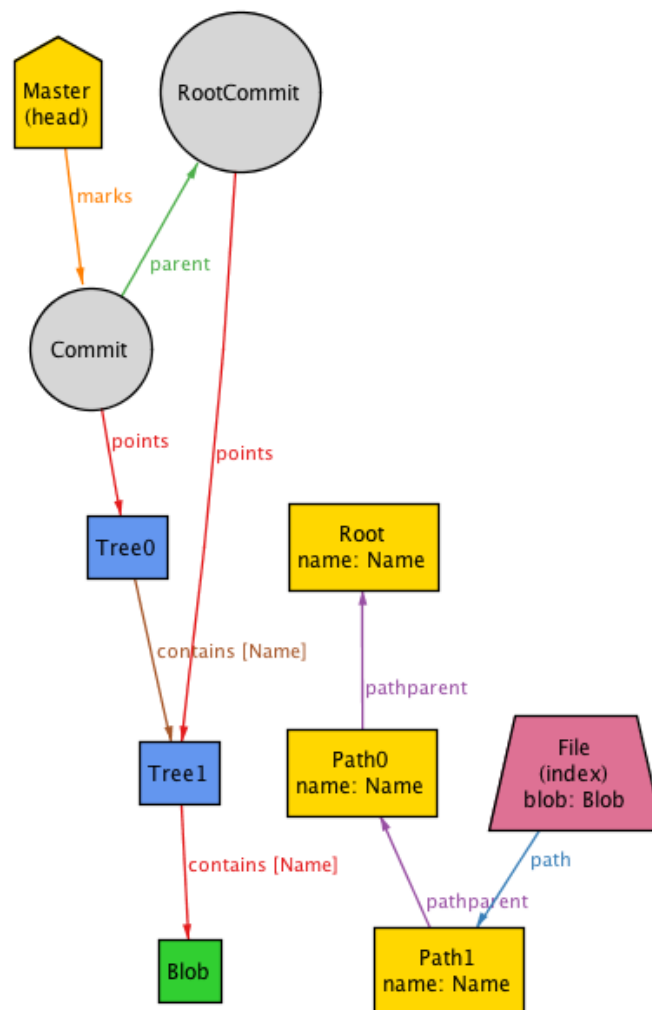 Master
(head)
RootCommit
marks
parent
Commit
points
points
Tree0
Root
name: Name
contains [Name]
pathparent
Tree1
Path0
name: Name
File
(index)
blob: Blob
contains [Name]
path
pathparent
Blob
Path1
name: Name